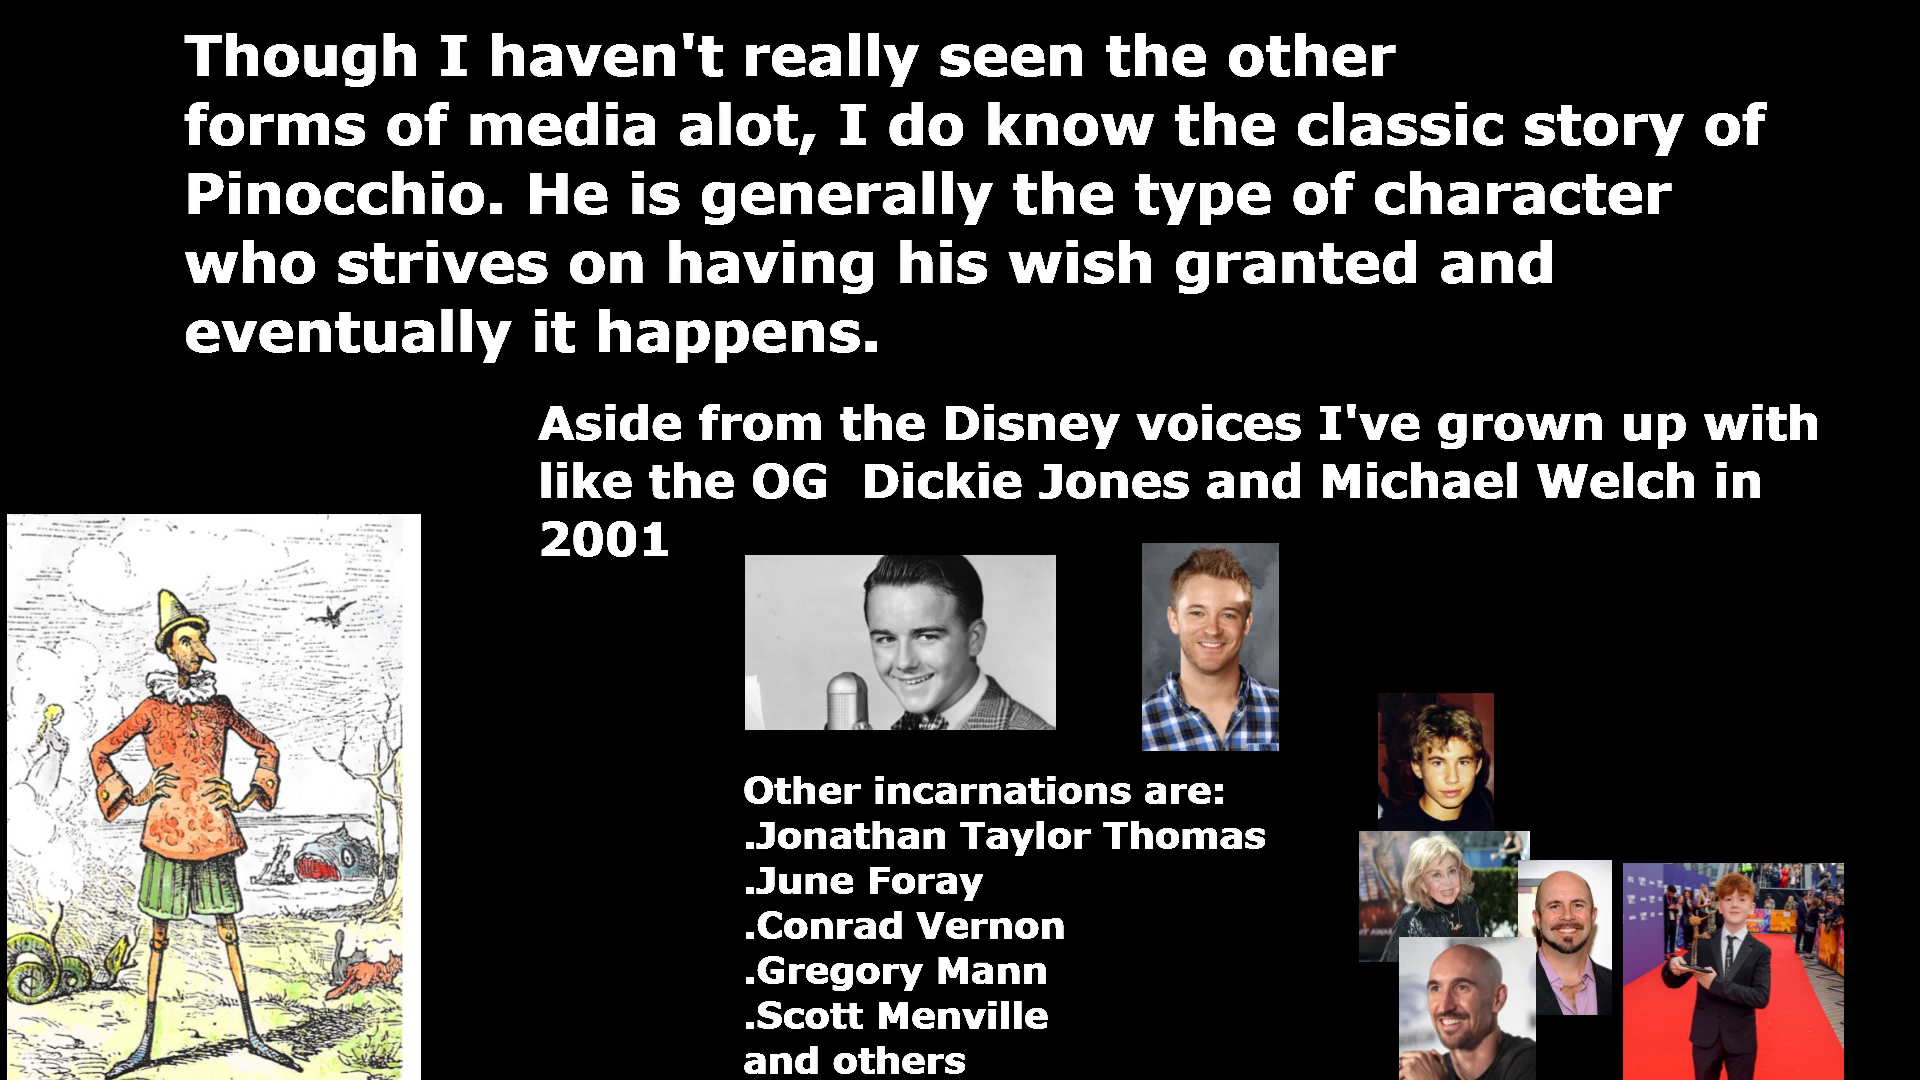 Though I haven't really seen the other
forms of media alot, I do know the classic story of
Pinocchio. He is generally the type of character
who strives on having his wish granted and
eventually it happens.
Aside from the Disney voices I've grown up with
like the OG  Dickie Jones and Michael Welch in
2001
Other incarnations are:
.Jonathan Taylor Thomas
.June Foray
.Conrad Vernon
.Gregory Mann
.Scott Menville
and others